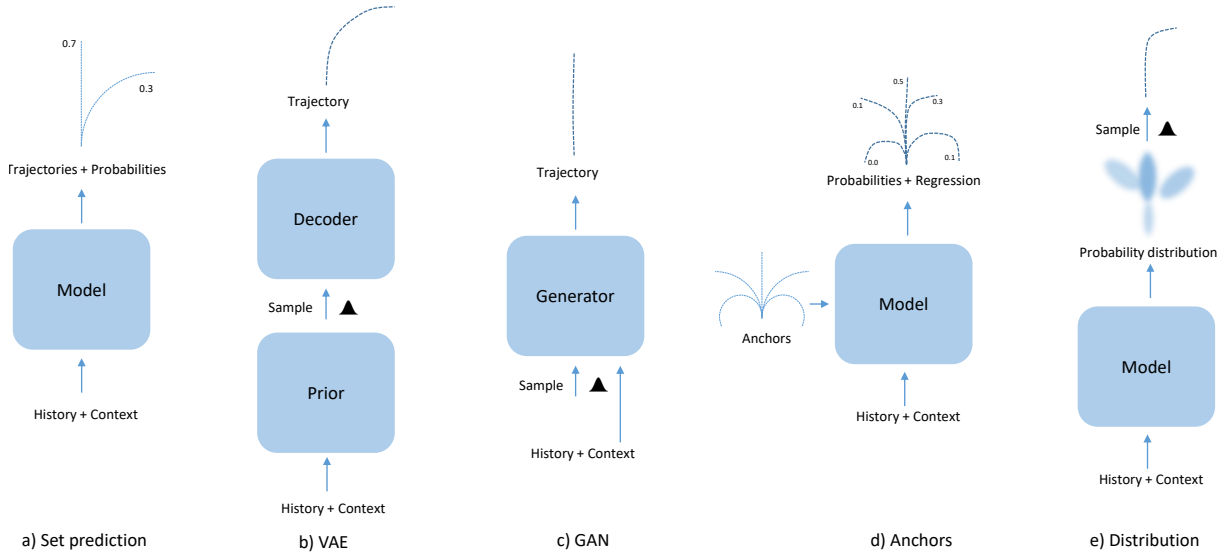 0.7
0.3
Trajectories + Probabilities
Model
History + Context
a) Set prediction
Trajectory
Decoder
Sample
Prior
History + Context
b) VAE
Trajectory
Generator
Sample
History + Context
c) GAN
0.5
0.1
0.3
0.0
0.1
Probabilities + Regression
Model
Anchors
History + Context
d) Anchors
Sample
Probability distribution
Model
History + Context
e) Distribution